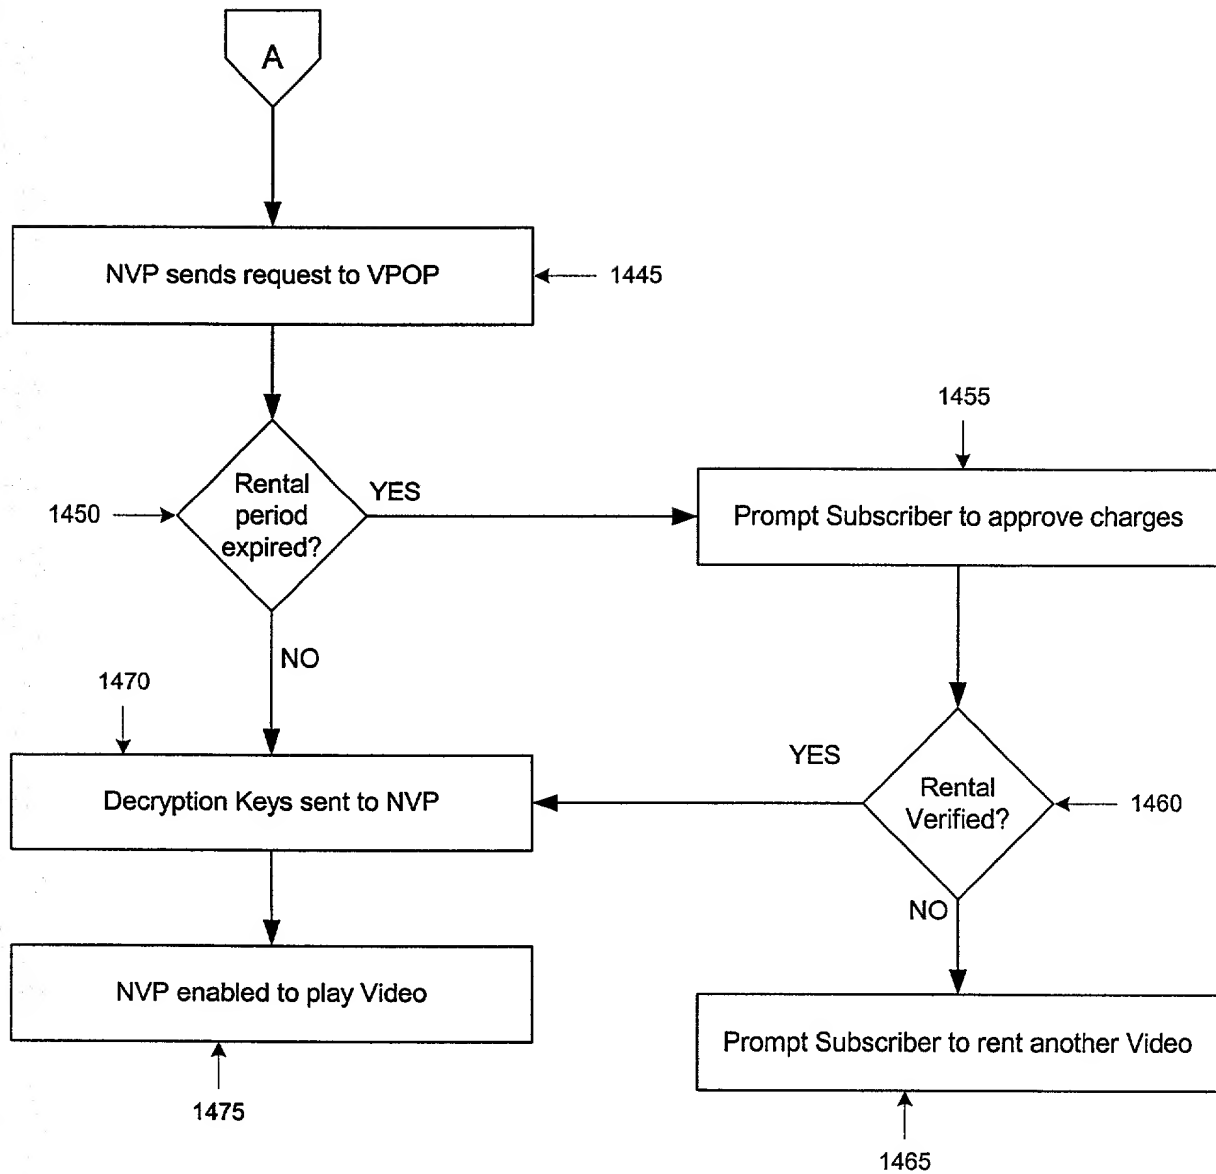 A
NVP sends request to VPOP
1445
1455
Rental
period
expired?
YES
1450
Prompt Subscriber to approve charges
NO
1470
YES
Decryption Keys sent to NVP
Rental
Verified?
1460
NO
NVP enabled to play Video
Prompt Subscriber to rent another Video
1475
1465